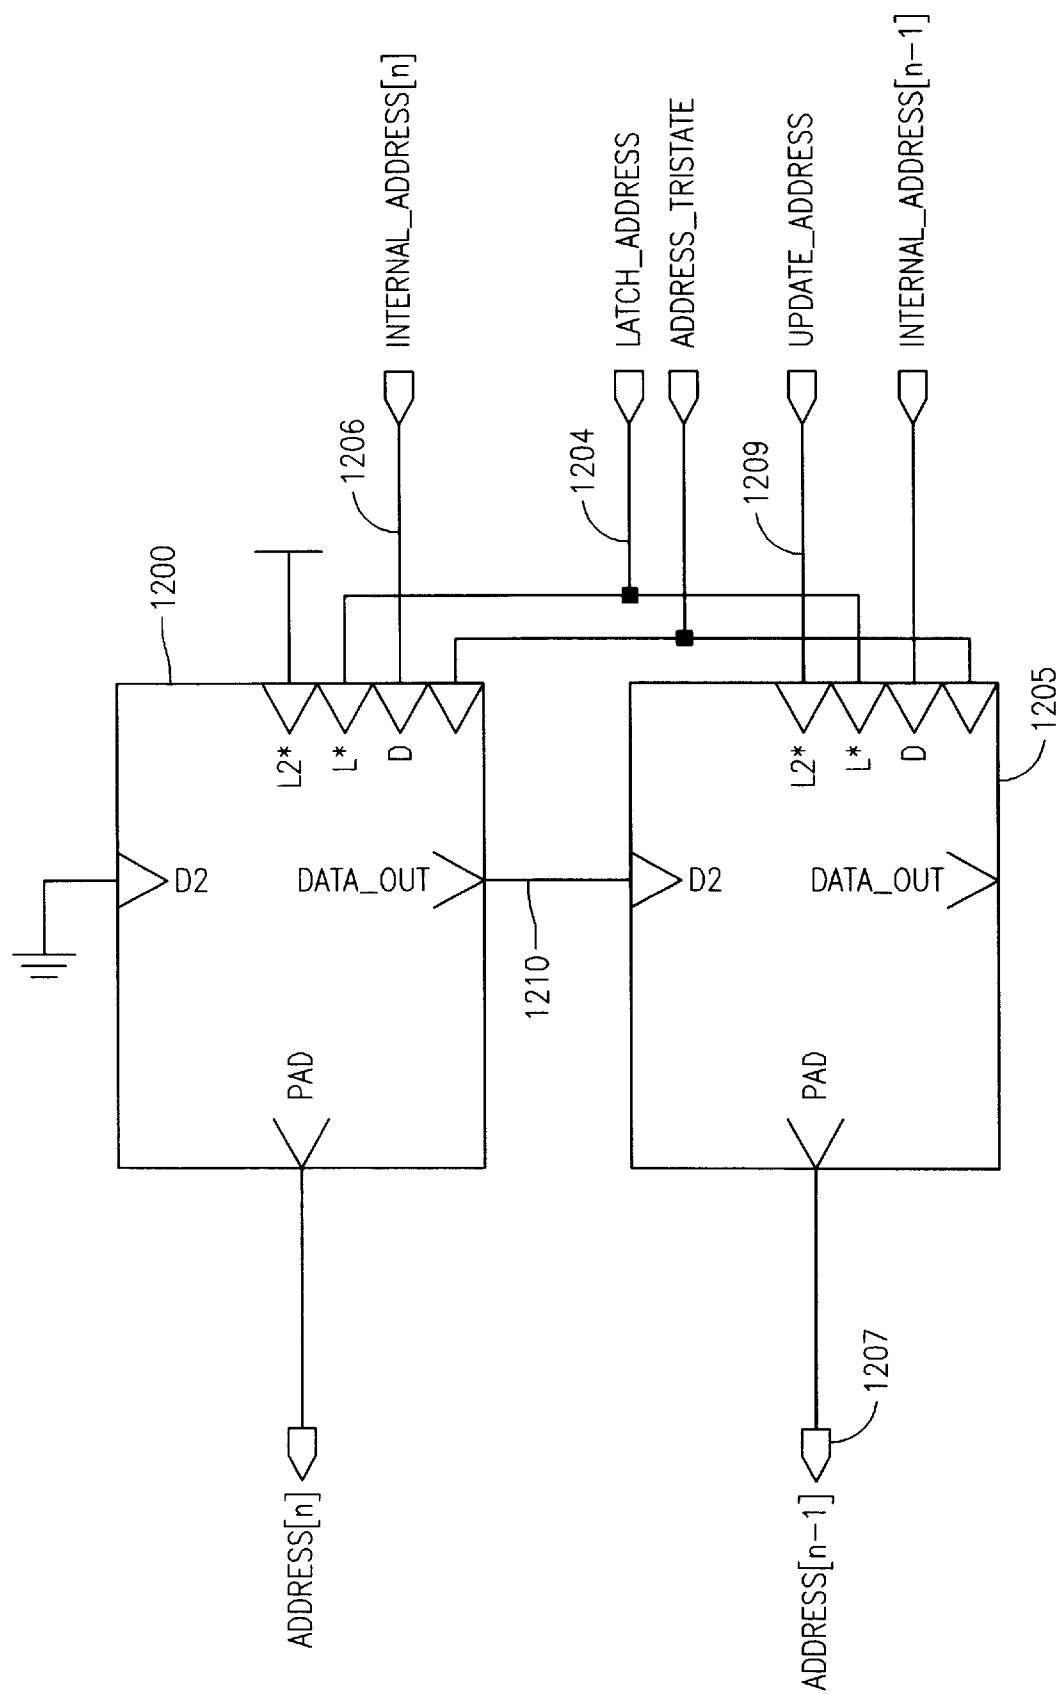 INTERNAL_ADDRESS[n]
LATCH_ADDRESS
ADDRESS_TRISTATE
UPDATE_ADDRESS
INTERNAL_ADDRESS[n-1]
1206
1204
1209
1200
L2*
L*
D
D2
DATA_OUT
PAD
1210
1205
L2*
L*
D
D2
DATA_OUT
PAD
ADDRESS[n]
ADDRESS[n-1]
1207